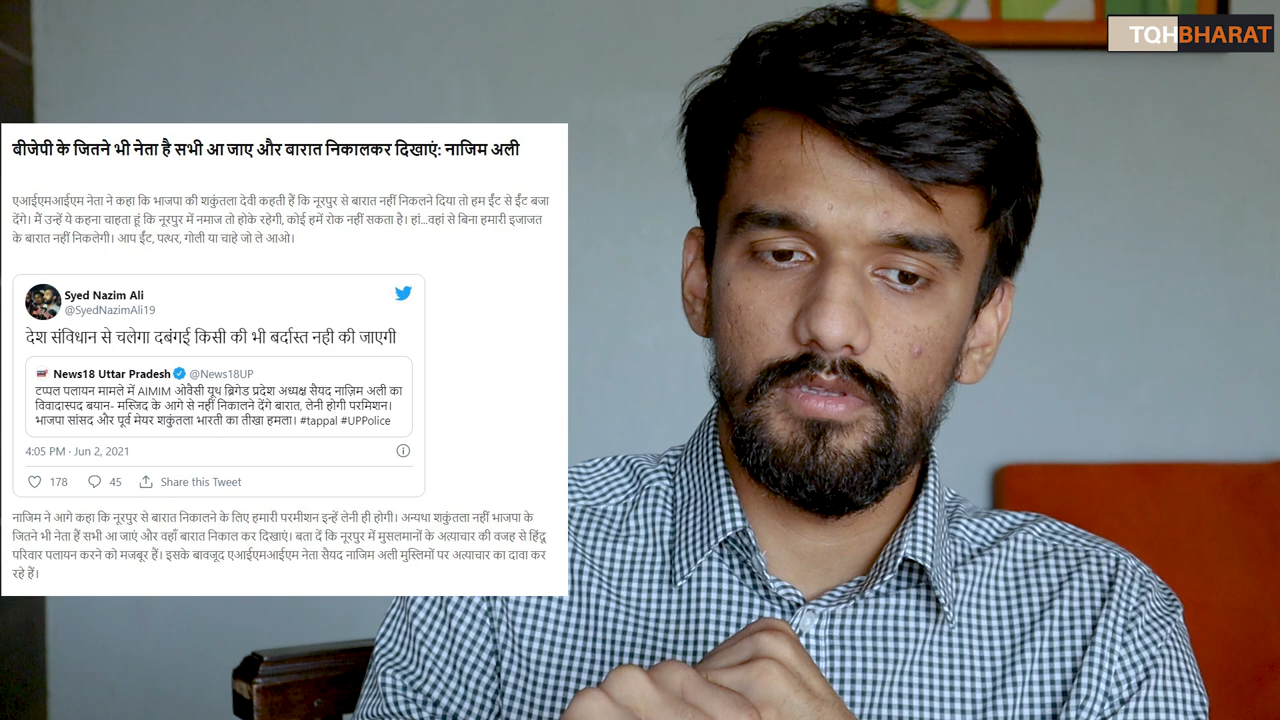 TQHBHARAT
बीजेपी के जितने भी नेता है सभी आ जाए और बारात निकालकर दिखाएं: नाजिम अली
एआईएमआईएम नेता ने कहा कि भाजपा की शकुंतला देवी कहती हैं कि नूरपुर से बारात नहीं निकलने दिया तो हम ईंट से ईंट बजा
देंगे। मैं उन्हें ये कहना चाहता हूं कि नूरपुर में नमाज तो होके रहेगी, कोई हमें रोक नहीं सकता है। हां...वहां से बिना हमारी इजाजत
के बारात नहीं निकलेगी। आप ईंट, पत्थर, गोली या चाहे जो ले आओ।
Syed Nazim Ali
@SyedNazimAli19
देश संविधान से चलेगा दबंगई किसी की भी बर्दास्त नही की जाएगी
News18 Uttar Pradesh @News18UP
टप्पल पलायन मामले में AIMIM ओवैसी यूथ ब्रिगेड प्रदेश अध्यक्ष सैयद नाज़िम अली का
विवादास्पद बयान- मस्जिद के आगे से नहीं निकालने देंगे बारात, लेनी होगी परमिशन।
भाजपा सांसद और पूर्व मेयर शकुंतला भारती का तीखा हमला। #tappal #UPPolice
4:05 PM · Jun 2, 2021
178 45 Share this Tweet
नाजिम ने आगे कहा कि नूरपुर से बारात निकालने के लिए हमारी परमीशन इन्हें लेनी ही होगी। अन्यथा शकुंतला नहीं भाजपा के
जितने भी नेता हैं सभी आ जाएं और वहाँ बारात निकाल कर दिखाएं। बता दें कि नूरपुर में मुसलमानों के अत्याचार की वजह से हिंदू
परिवार पलायन करने को मजबूर हैं। इसके बावजूद एआईएमआईएम नेता सैयद नाजिम अली मुस्लिमों पर अत्याचार का दावा कर
रहे हैं।